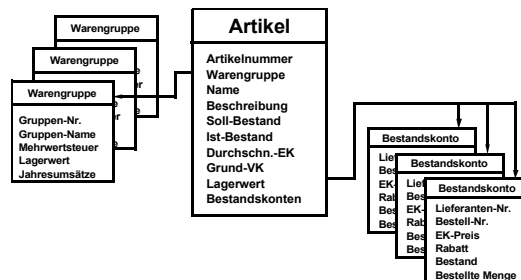 Warengruppe
Warengruppe
Warengruppe
Gruppen-Nr.
Gruppen-Name
Mehrwertsteuer
Lagerwert
Jahresumsätze
Artikel
Artikelnummer
Warengruppe
Name
Beschreibung
Soll-Bestand
Ist-Bestand
Durchschn.-EK
Grund-VK
Lagerwert
Bestandskonten
Bestandskonto
Bestandskonto
Bestandskonto
Lieferanten-Nr.
Bestell-Nr.
EK-Preis
Rabatt
Bestand
Bestellte Menge